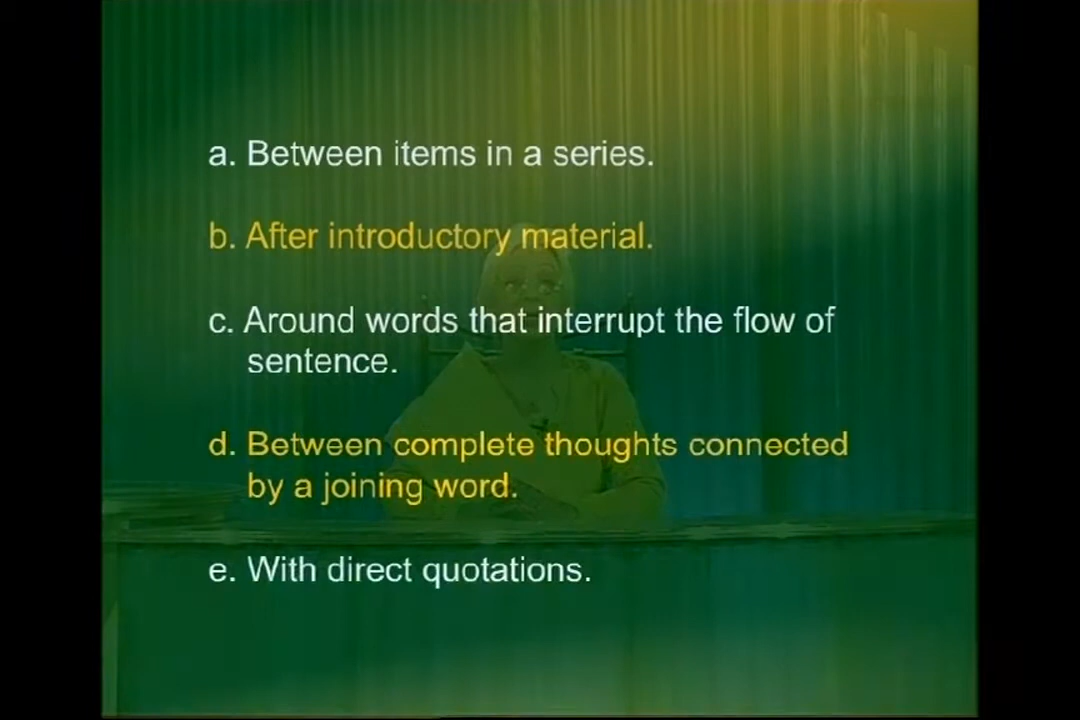 a. Between items in a series.
b. After introductory material.
c. Around words that interrupt the flow of
sentence.
d. Between complete thoughts connected
by a joining word.
e. With direct quotations.